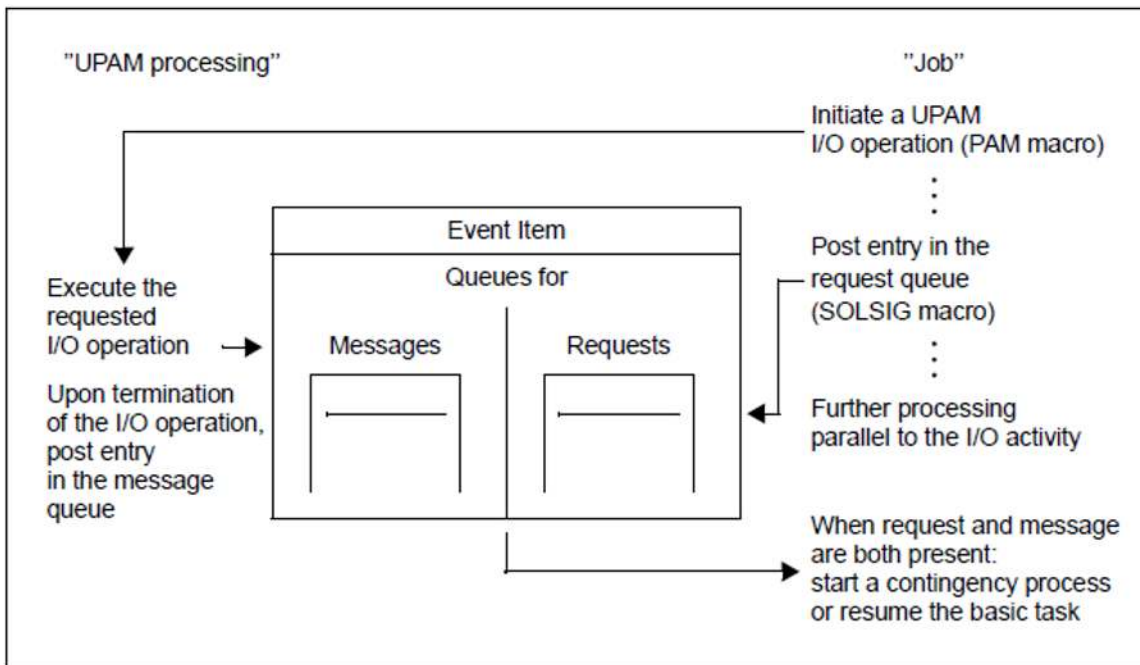 "UPAM processing"
"Job"
Initiate a UPAM
I/O operation (PAM macro)
Event Item
Queues for
Messages
Requests
Execute the
requested
I/O operation
Upon termination
of the I/O operation,
post entry
in the message
queue
Post entry in the
request queue
(SOLSIG macro)
Further processing
parallel to the I/O activity
When request and message
are both present:
start a contingency process
or resume the basic task